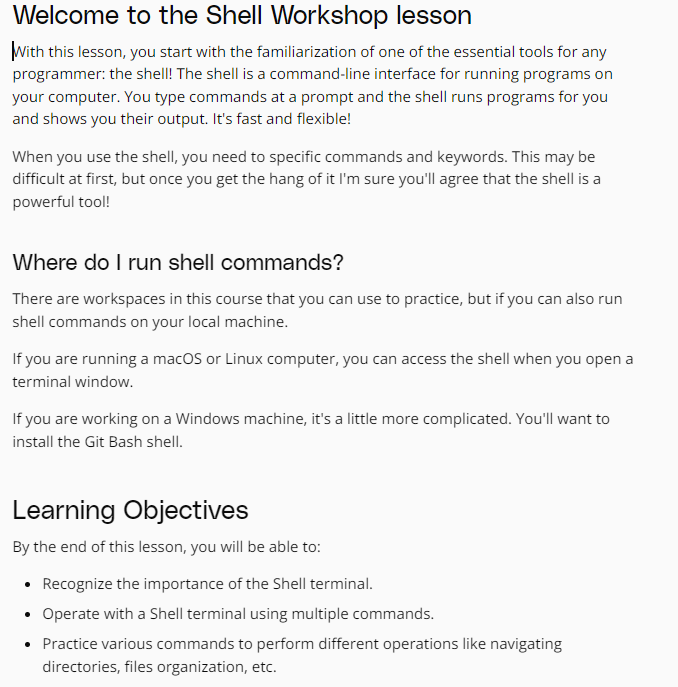 Welcome to the Shell Workshop lesson
With this lesson, you start with the familiarization of one of the essential tools for any
programmer: the shell! The shell is a command-line interface for running programs on
your computer. You type commands at a prompt and the shell runs programs for you
and shows you their output. It's fast and flexible!
When you use the shell, you need to specific commands and keywords. This may be
difficult at first, but once you get the hang of it I'm sure you'll agree that the shell is a
powerful tool!
Where do I run shell commands?
There are workspaces in this course that you can use to practice, but if you can also run
shell commands on your local machine.
If you are running a macOS or Linux computer, you can access the shell when you open a
terminal window.
If you are working on a Windows machine, it's a little more complicated. You'll want to
install the Git Bash shell.
Learning Objectives
By the end of this lesson, you will be able to:
• Recognize the importance of the Shell terminal.
• Operate with a Shell terminal using multiple commands.
• Practice various commands to perform different operations like navigating
directories, files organization, etc.